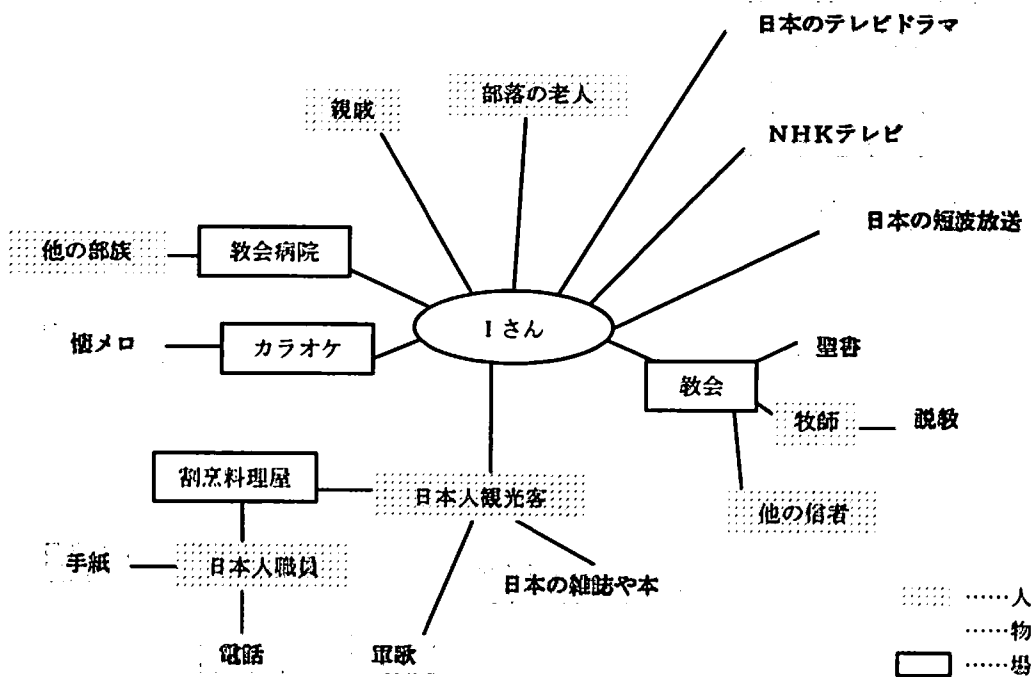 日本のテレビドラマ
親戚
部落の老人
NHKテレビ
日本の短波放送
他の部族
教会病院
Iさん
懐メロ
カラオケ
聖書
教会
牧師
説教
割烹料理屋
日本人観光客
他の信者
手紙
日本人職員
日本の雑誌や本
電話
軍歌
……人
……物
……場